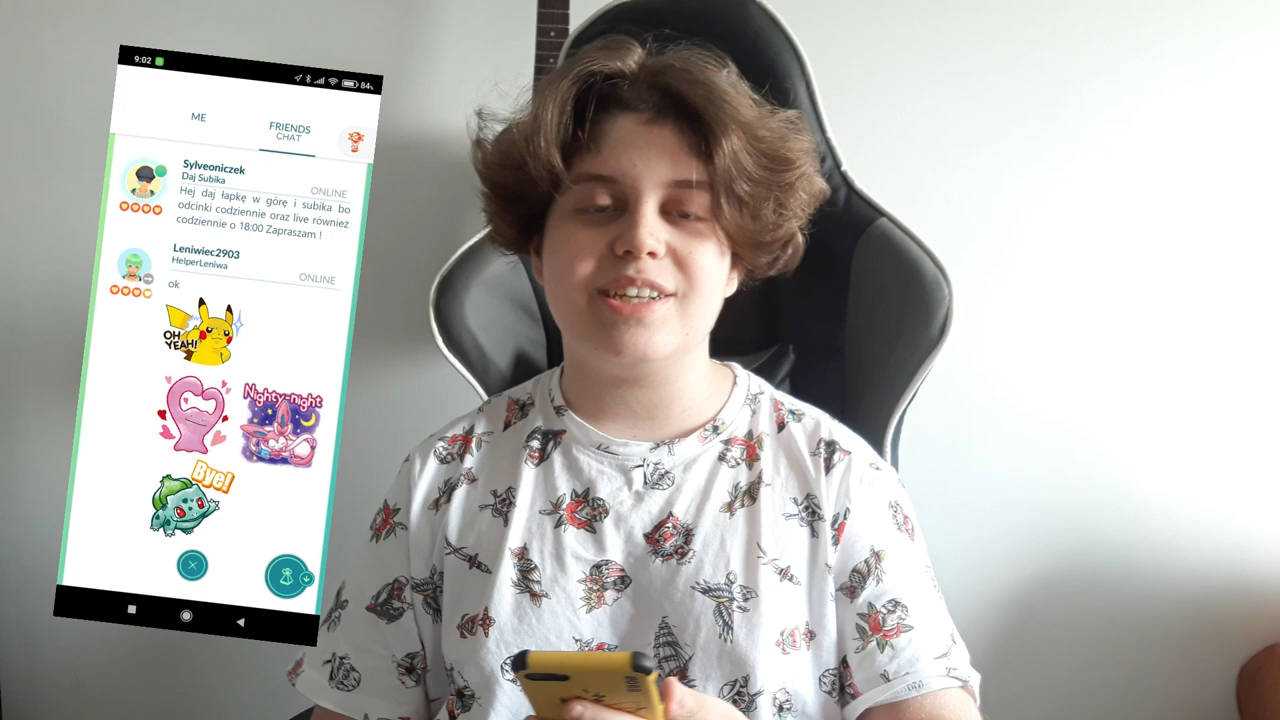 9:02
84%
ME
FRIENDS
CHAT
Sylveoniczek
Daj Subika
ONLINE
Hej daj łapkę w górę i subika bo
odcinki codziennie oraz live również
codziennie o 18:00 Zapraszam !
Leniwiec2903
HelperLeniwa
ONLINE
ok
OH
YEAH!
Nighty-night
Bye!